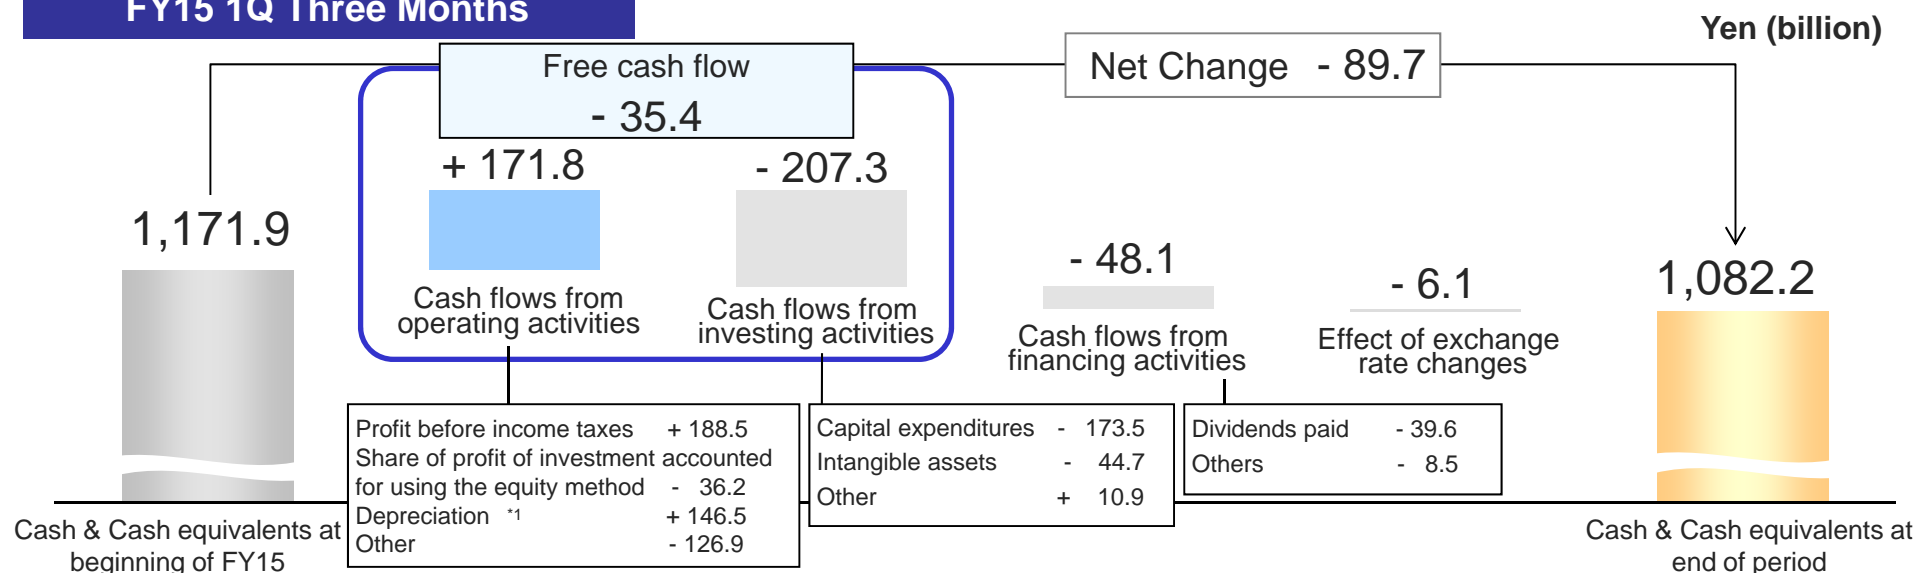 FY15 1Q Three Months
Yen (billion)
Free cash flow
- 35.4
Net Change - 89.7
+ 171.8
- 207.3
1,171.9
- 48.1
- 6.1
1,082.2
Cash flows from
operating activities
Cash flows from
investing activities
Cash flows from
financing activities
Effect of exchange
rate changes
Profit before income taxes + 188.5
Share of profit of investment accounted
for using the equity method - 36.2
Depreciation *1 + 146.5
Other - 126.9
Capital expenditures - 173.5
Intangible assets - 44.7
Other + 10.9
Dividends paid - 39.6
Others - 8.5
Cash & Cash equivalents at
beginning of FY15
Cash & Cash equivalents at
end of period